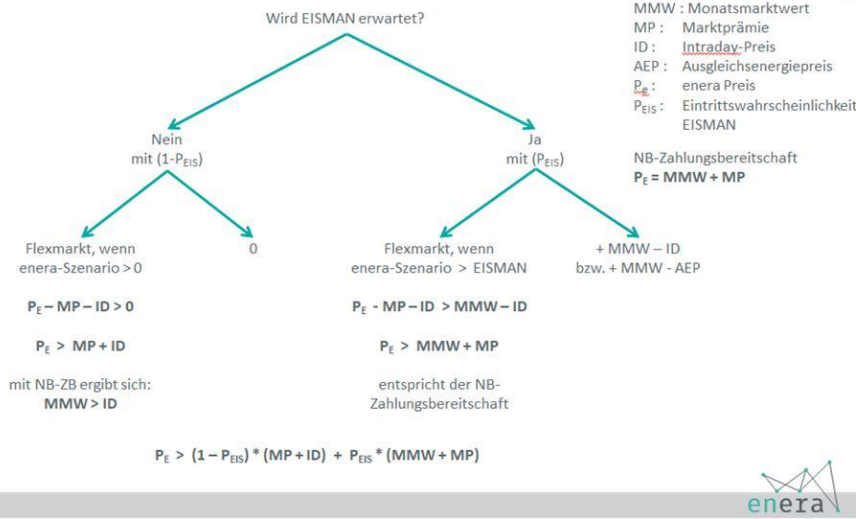 Wird EISMAN erwartet?
MMW : Monatsmarktwert
MP : Marktprämie
ID : Intraday-Preis
AEP : Ausgleichsenergiepreis
Pe : enera Preis
PEIS : Eintrittswahrscheinlichkeit
EISMAN
NB-Zahlungsbereitschaft
PE = MMW + MP
Nein
mit (1-PEIS)
Ja
mit (PEIS)
Flexmarkt, wenn
enera-Szenario > 0
0
Flexmarkt, wenn
enera-Szenario > EISMAN
+ MMW – ID
bzw. + MMW - AEP
PE – MP – ID > 0
PE - MP – ID > MMW – ID
PE > MP + ID
PE > MMW + MP
mit NB-ZB ergibt sich:
MMW > ID
entspricht der NB-
Zahlungsbereitschaft
PE > (1 – PEIS) * (MP + ID) + PEIS * (MMW + MP)
enera